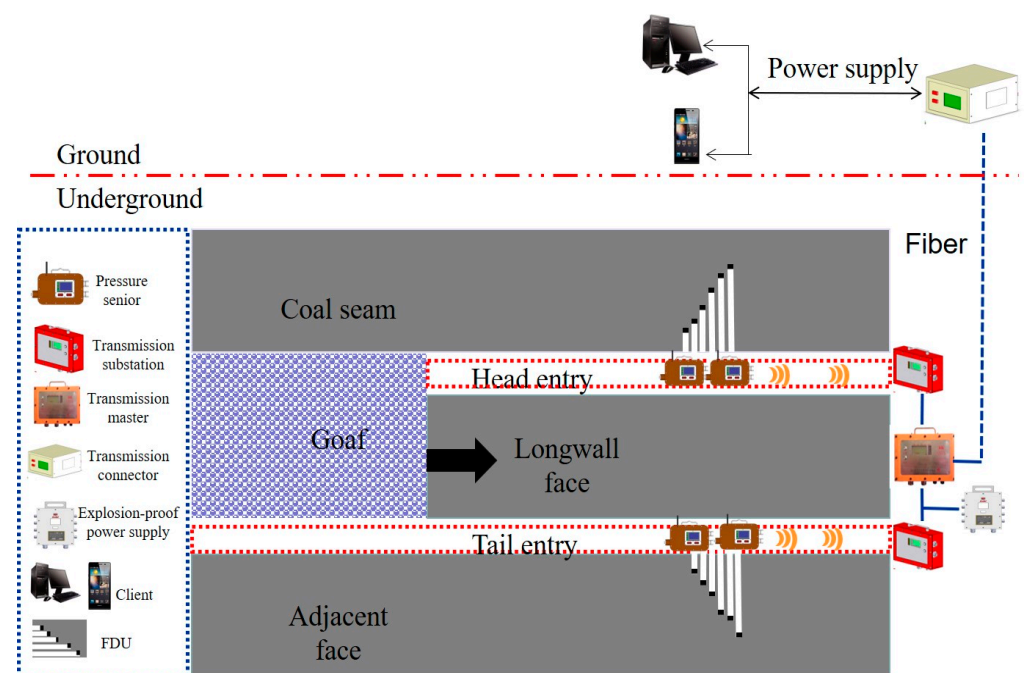 Power supply
Ground
Underground
Fiber
Pressure
senior
Transmission
substation
Transmission
master
Transmission
connector
Explosion-proof
power supply
Client
FDU
Coal seam
Head entry
Goaf
Longwall
face
Tail entry
Adjacent
face